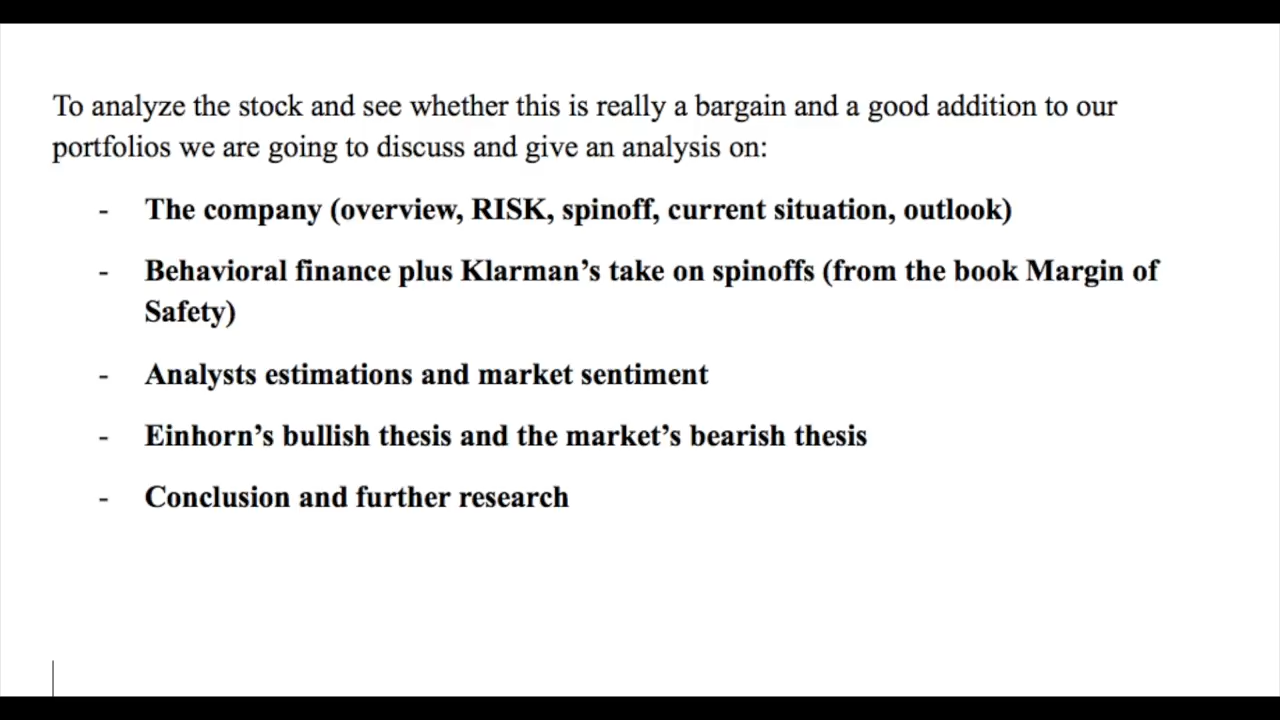 To analyze the stock and see whether this is really a bargain and a good addition to our
portfolios we are going to discuss and give an analysis on:
- The company (overview, RISK, spinoff, current situation, outlook)
- Behavioral finance plus Klarman’s take on spinoffs (from the book Margin of
Safety)
- Analysts estimations and market sentiment
- Einhorn’s bullish thesis and the market’s bearish thesis
- Conclusion and further research